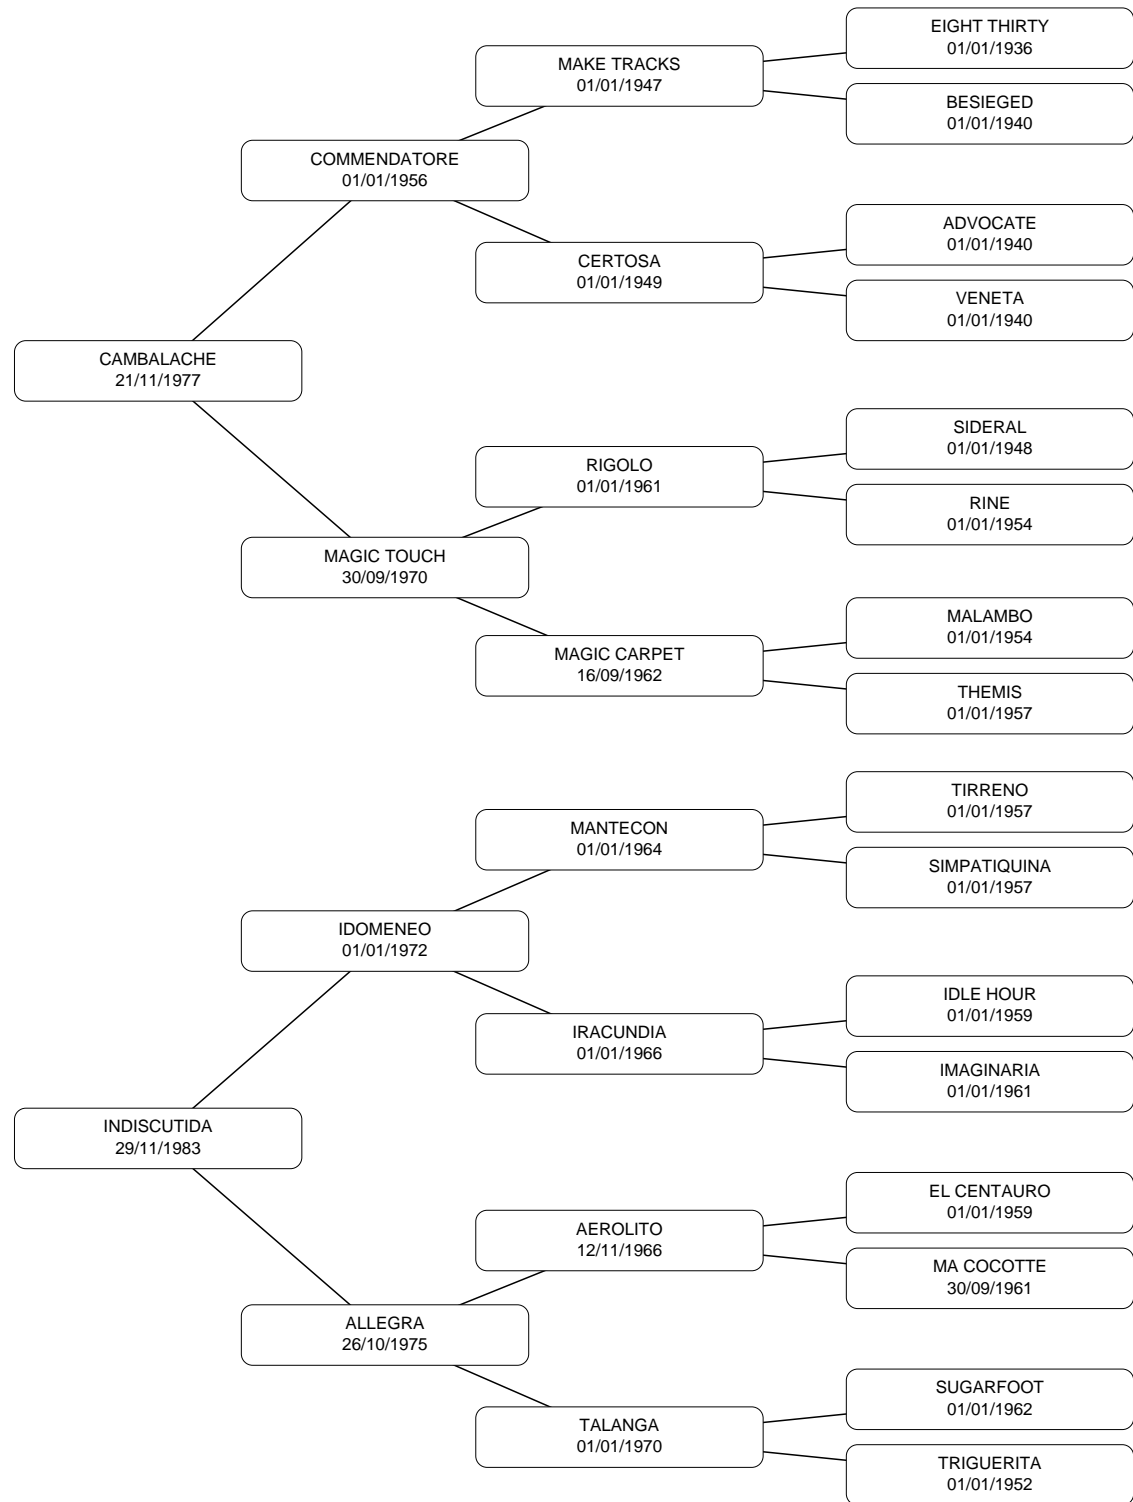 EIGHT THIRTY
01/01/1936
MAKE TRACKS
01/01/1947
BESIEGED
01/01/1940
COMMENDATORE
01/01/1956
ADVOCATE
01/01/1940
CERTOSA
01/01/1949
VENETA
01/01/1940
CAMBALACHE
21/11/1977
SIDERAL
01/01/1948
RIGOLO
01/01/1961
RINE
01/01/1954
MAGIC TOUCH
30/09/1970
MALAMBO
01/01/1954
MAGIC CARPET
16/09/1962
THEMIS
01/01/1957
TIRRENO
01/01/1957
MANTECON
01/01/1964
SIMPATIQUINA
01/01/1957
IDOMENEO
01/01/1972
IDLE HOUR
01/01/1959
IRACUNDIA
01/01/1966
IMAGINARIA
01/01/1961
INDISCUTIDA
29/11/1983
EL CENTAURO
01/01/1959
AEROLITO
12/11/1966
MA COCOTTE
30/09/1961
ALLEGRA
26/10/1975
SUGARFOOT
01/01/1962
TALANGA
01/01/1970
TRIGUERITA
01/01/1952